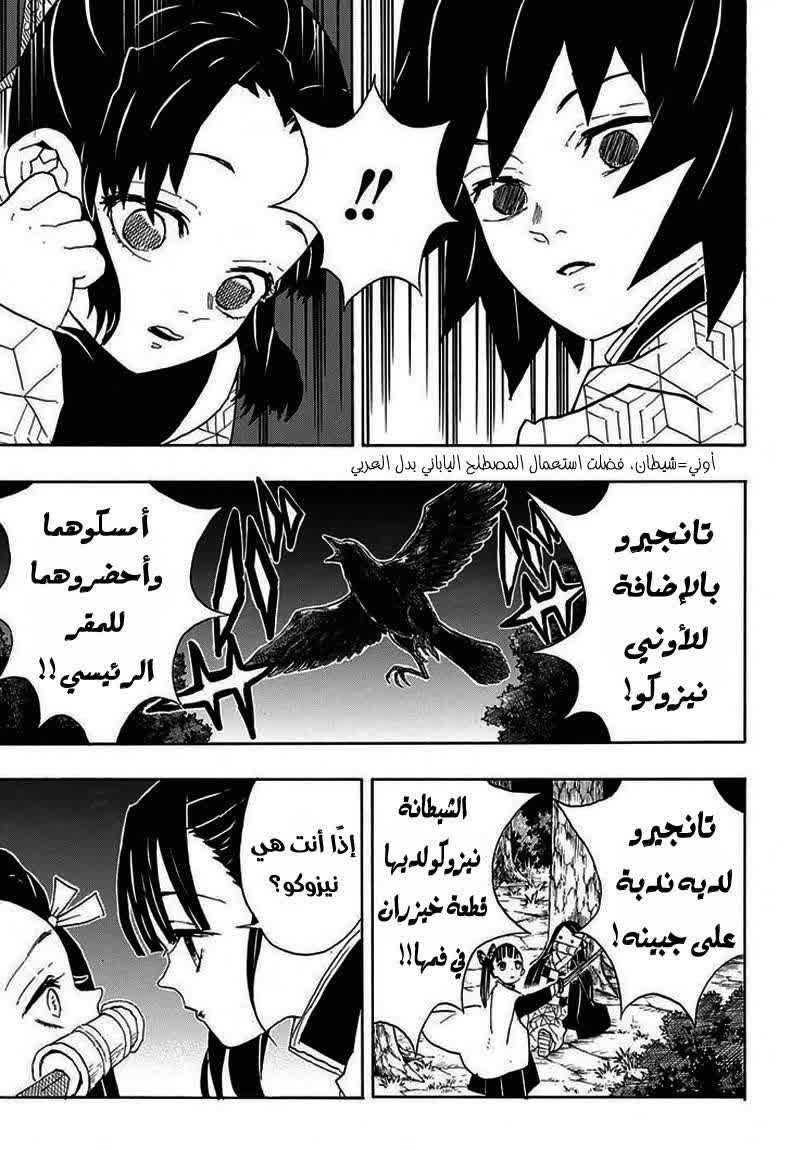 !!
أوني=شيطان، فضلت استعمال المصطلح الياباني بدل العربي
تانجيرو
بالإضافة
للأوني
نيزوكو!
أمسكوهما
وأحضروهما
للمقر
الرئيسي!!
تانجيرو
لديه ندبة
على جبينه!
الشيطانة
نيزوكو لديها
قطعة خيزران
في فمها!!
إذًا أنت هي
نيزوكو؟